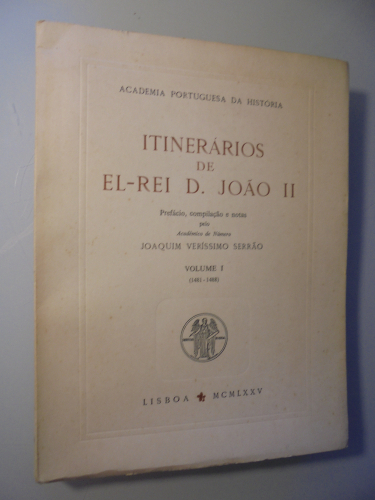 ACADEMIA PORTUGUESA DA HISTÓRIA
ITINERÁRIOS
DE
EL-REI D. JOÃO II
Prefácio, compilação e notas
pelo
Académico de Número
JOAQUIM VERÍSSIMO SERRÃO
VOLUME I
(1481-1488)
LISBOA MCMLXXV